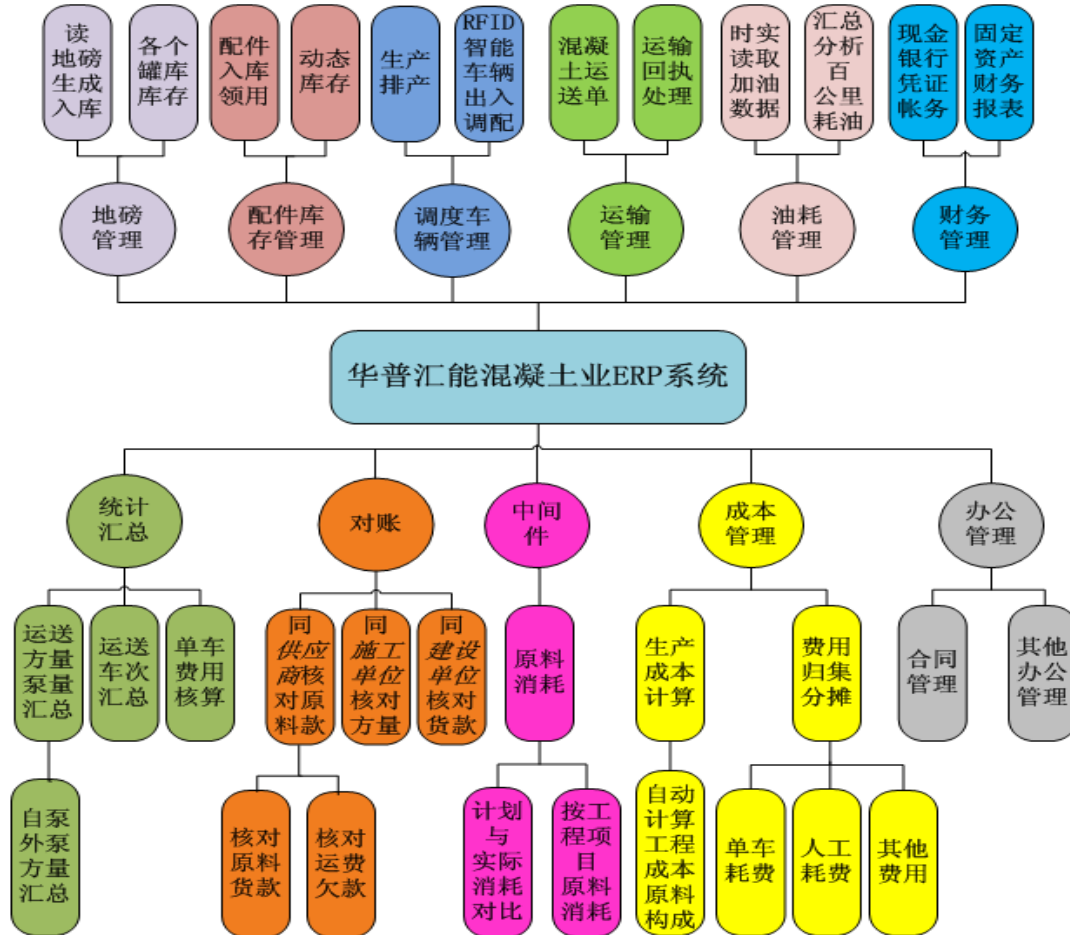 读
地磅
生成
入库
各个
罐库
库存
配件
入库
领用
动态
库存
生产
排产
RFID
智能
车辆
出入
调配
混凝
土运
送单
运输
回执
处理
时实
读取
加油
数据
汇总
分析
百
公里
耗油
现金
银行
凭证
帐务
固定
资产
财务
报表
地磅
管理
配件库
存管理
调度车
辆管理
运输
管理
油耗
管理
财务
管理
华普汇能混凝土业ERP系统
统计
汇总
对账
中间
件
成本
管理
办公
管理
运送
方量
泵量
汇总
运送
车次
汇总
单车
费用
核算
同
供应
商核
对原
料款
同
施工
单位
核对
方量
同
建设
单位
核对
货款
原料
消耗
生产
成本
计算
费用
归集
分摊
合同
管理
其他
办公
管理
自泵
外泵
方量
汇总
核对
原料
货款
核对
运费
欠款
计划
与
实际
消耗
对比
按工
程项
目
原料
消耗
自动
计算
工程
成本
原料
构成
单车
耗费
人工
耗费
其他
费用